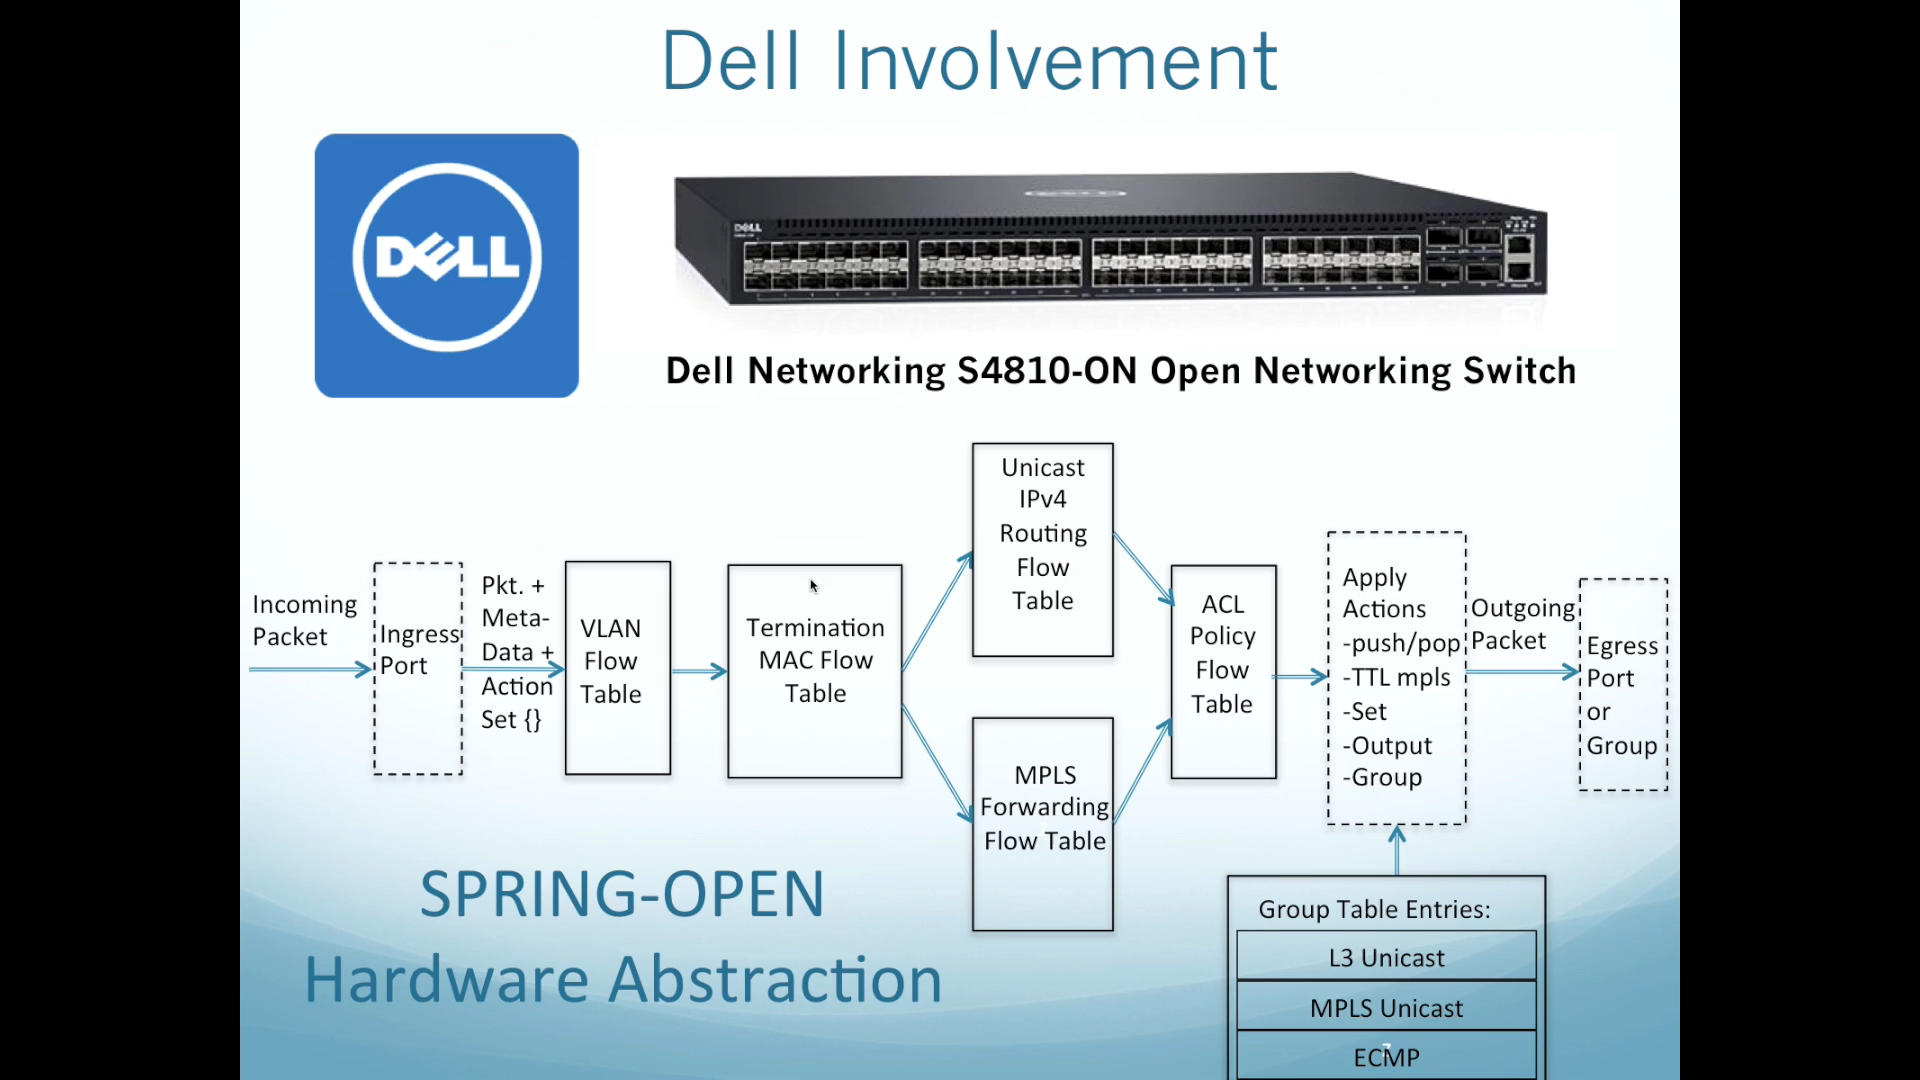 Dell Involvement
DELL
DELL
DELL
Dell Networking S4810-ON Open Networking Switch
Incoming
Packet
Ingress
Port
Pkt. +
Meta-
Data +
Action
Set {}
VLAN
Flow
Table
Termination
MAC Flow
Table
Unicast
IPv4
Routing
Flow
Table
MPLS
Forwarding
Flow Table
ACL
Policy
Flow
Table
Apply
Actions
-push/pop
-TTL mpls
-Set
-Output
-Group
Outgoing
Packet
Egress
Port
or
Group
SPRING-OPEN
Hardware Abstraction
Group Table Entries:
L3 Unicast
MPLS Unicast
ECMP
7